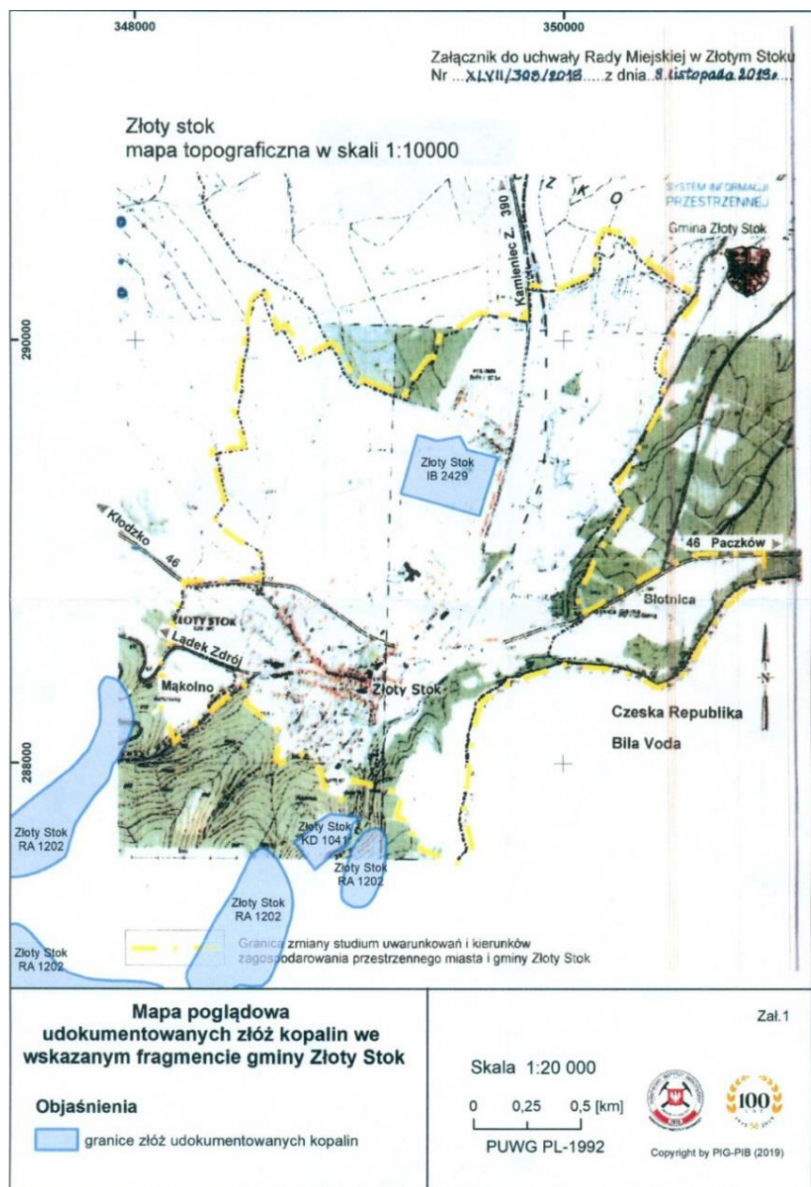 348000
350000
Załącznik do uchwały Rady Miejskiej w Złotym Stoku
Nr ... XLVII/308/2018 ..... z dnia . 8 listopada 2018r ....
Złoty stok
mapa topograficzna w skali 1:10000
SYSTEM INFORMACJI
PRZESTRZENNEJ
Gmina Złoty Stok
Z K O
Kamieniec Z. 390
290000
Złoty Stok
IB 2429
Kłodzko 46
46 Paczków
Błotnica
ZŁOTY STOK
Lądek Zdrój
Mąkolno
Złoty Stok
Czeska Republika
Bila Voda
N
288000
Złoty Stok
RA 1202
Złoty Stok
KD 1041
Złoty Stok
RA 1202
Złoty Stok
RA 1202
Złoty Stok
RA 1202
Granica zmiany studium uwarunkowań i kierunków
zagospodarowania przestrzennego miasta i gminy Złoty Stok
Mapa poglądowa
udokumentowanych złóż kopalin we
wskazanym fragmencie gminy Złoty Stok
Objaśnienia
granice złóż udokumentowanych kopalin
Zał.1
Skala 1:20 000
0 0,25 0,5 [km]
PUWG PL-1992
100
LAT
Copyright by PIG-PIB (2019)